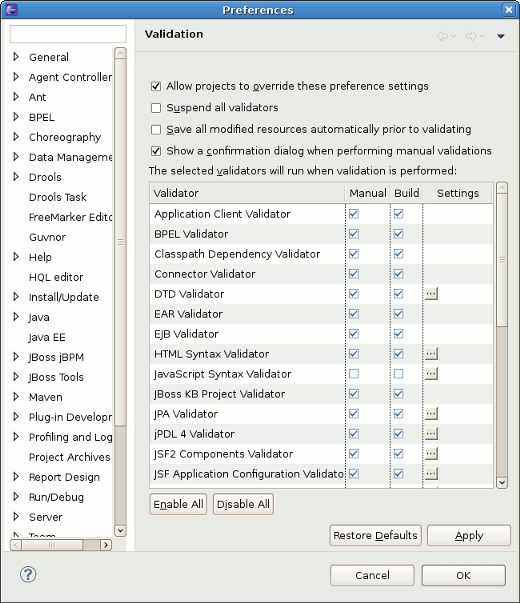 Preferences
Validation
General
Agent Controller
Ant
BPEL
Choreography
Data Manageme
Drools
Drools Task
FreeMarker Edito
Guvnor
Help
HQL editor
Install/Update
Java
Java EE
JBoss jBPM
JBoss Tools
Maven
Plug-in Developr
Profiling and Log
Project Archives
Report Design
Run/Debug
Server
Team
Allow projects to override these preference settings
Suspend all validators
Save all modified resources automatically prior to validating
Show a confirmation dialog when performing manual validations
The selected validators will run when validation is performed:
Validator Manual Build Settings
Application Client Validator
BPEL Validator
Classpath Dependency Validator
Connector Validator
DTD Validator ...
EAR Validator
EJB Validator
HTML Syntax Validator ...
JavaScript Syntax Validator ...
JBoss KB Project Validator
JPA Validator ...
jPDL 4 Validator ...
JSF2 Components Validator ...
JSF Application Configuration Validato ...
Enable All Disable All
Restore Defaults Apply
? Cancel OK